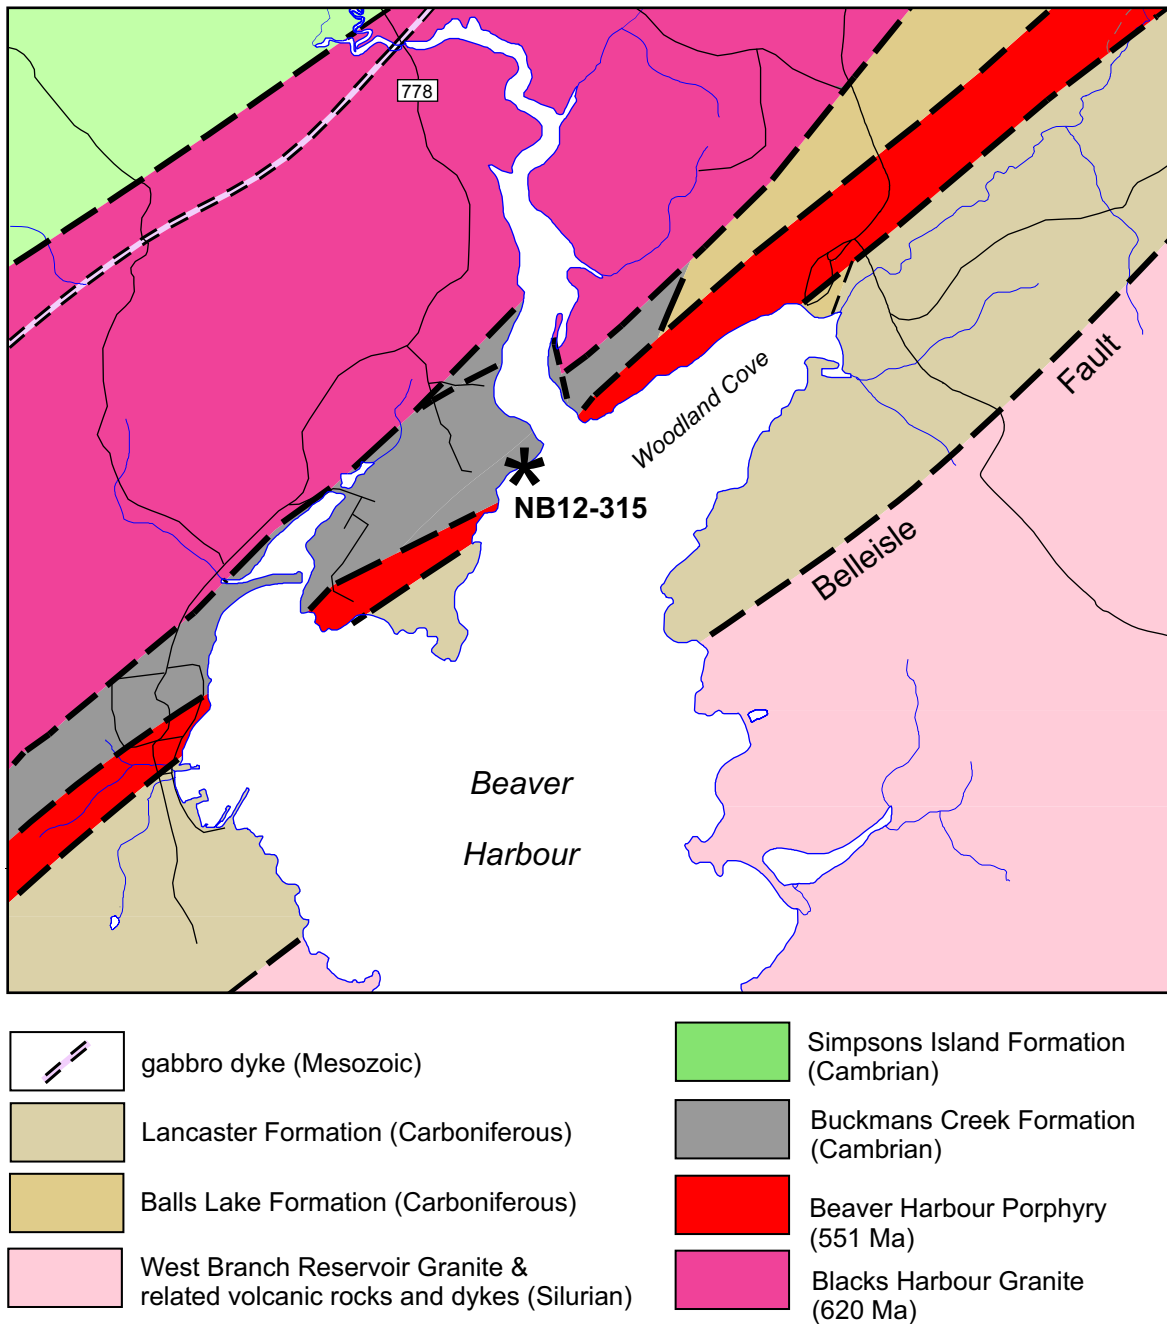 778
Woodland Cove
NB12-315
Fault
Belleisle
Beaver
Harbour
gabbro dyke (Mesozoic)
Lancaster Formation (Carboniferous)
Balls Lake Formation (Carboniferous)
West Branch Reservoir Granite &
related volcanic rocks and dykes (Silurian)
Simpsons Island Formation
(Cambrian)
Buckmans Creek Formation
(Cambrian)
Beaver Harbour Porphyry
(551 Ma)
Blacks Harbour Granite
(620 Ma)